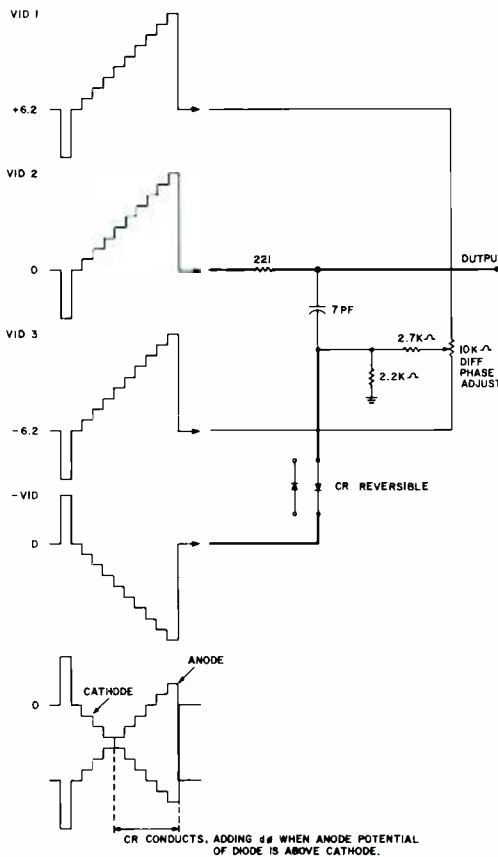 VID 1
+6.2
VID 2
0
221
OUTPUT
7 PF
2.7K Ω
10K Ω
DIFF
PHASE
ADJUST
2.2K Ω
VID 3
-6.2
-VID
0
CR REVERSIBLE
ANODE
CATHODE
0
CR CONDUCTS, ADDING dø WHEN ANODE POTENTIAL
OF DIODE IS ABOVE CATHODE.